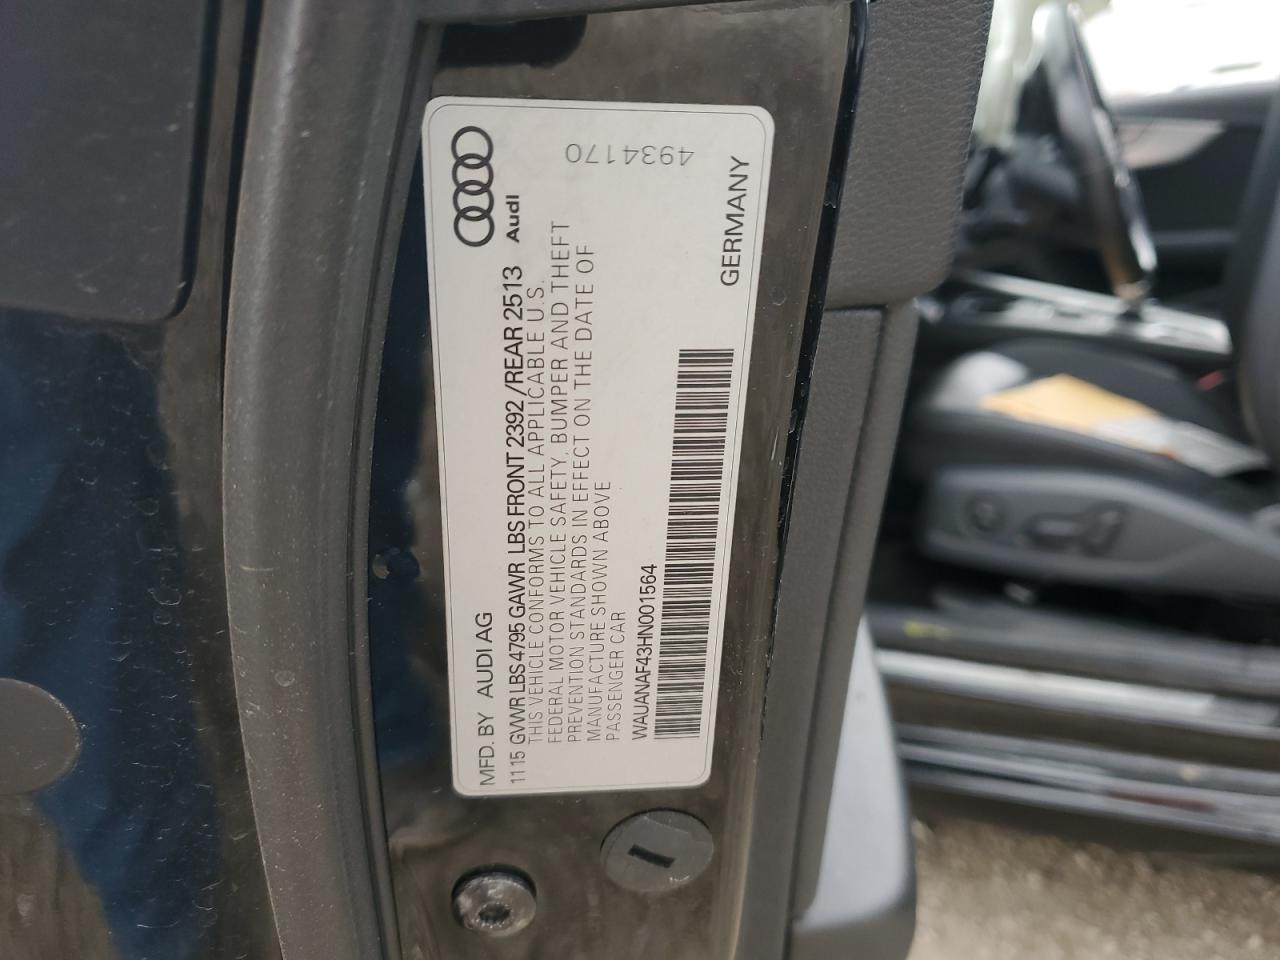 MFD. BY AUDI AG
Audi
1115 GVWR LBS 4795 GAWR LBS FRONT 2392 /REAR 2513
THIS VEHICLE CONFORMS TO ALL APPLICABLE U.S.
FEDERAL MOTOR VEHICLE SAFETY, BUMPER AND THEFT
PREVENTION STANDARDS IN EFFECT ON THE DATE OF
MANUFACTURE SHOWN ABOVE
PASSENGER CAR
WAUANAF43HN001564
4934170
GERMANY